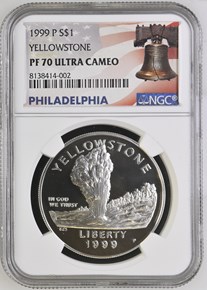 1999 P S$1
YELLOWSTONE
PF 70 ULTRA CAMEO
8138414-002
PHILADELPHIA
NGC
YELLOWSTONE
IN GOD
WE TRUST
LIBERTY
1999
P